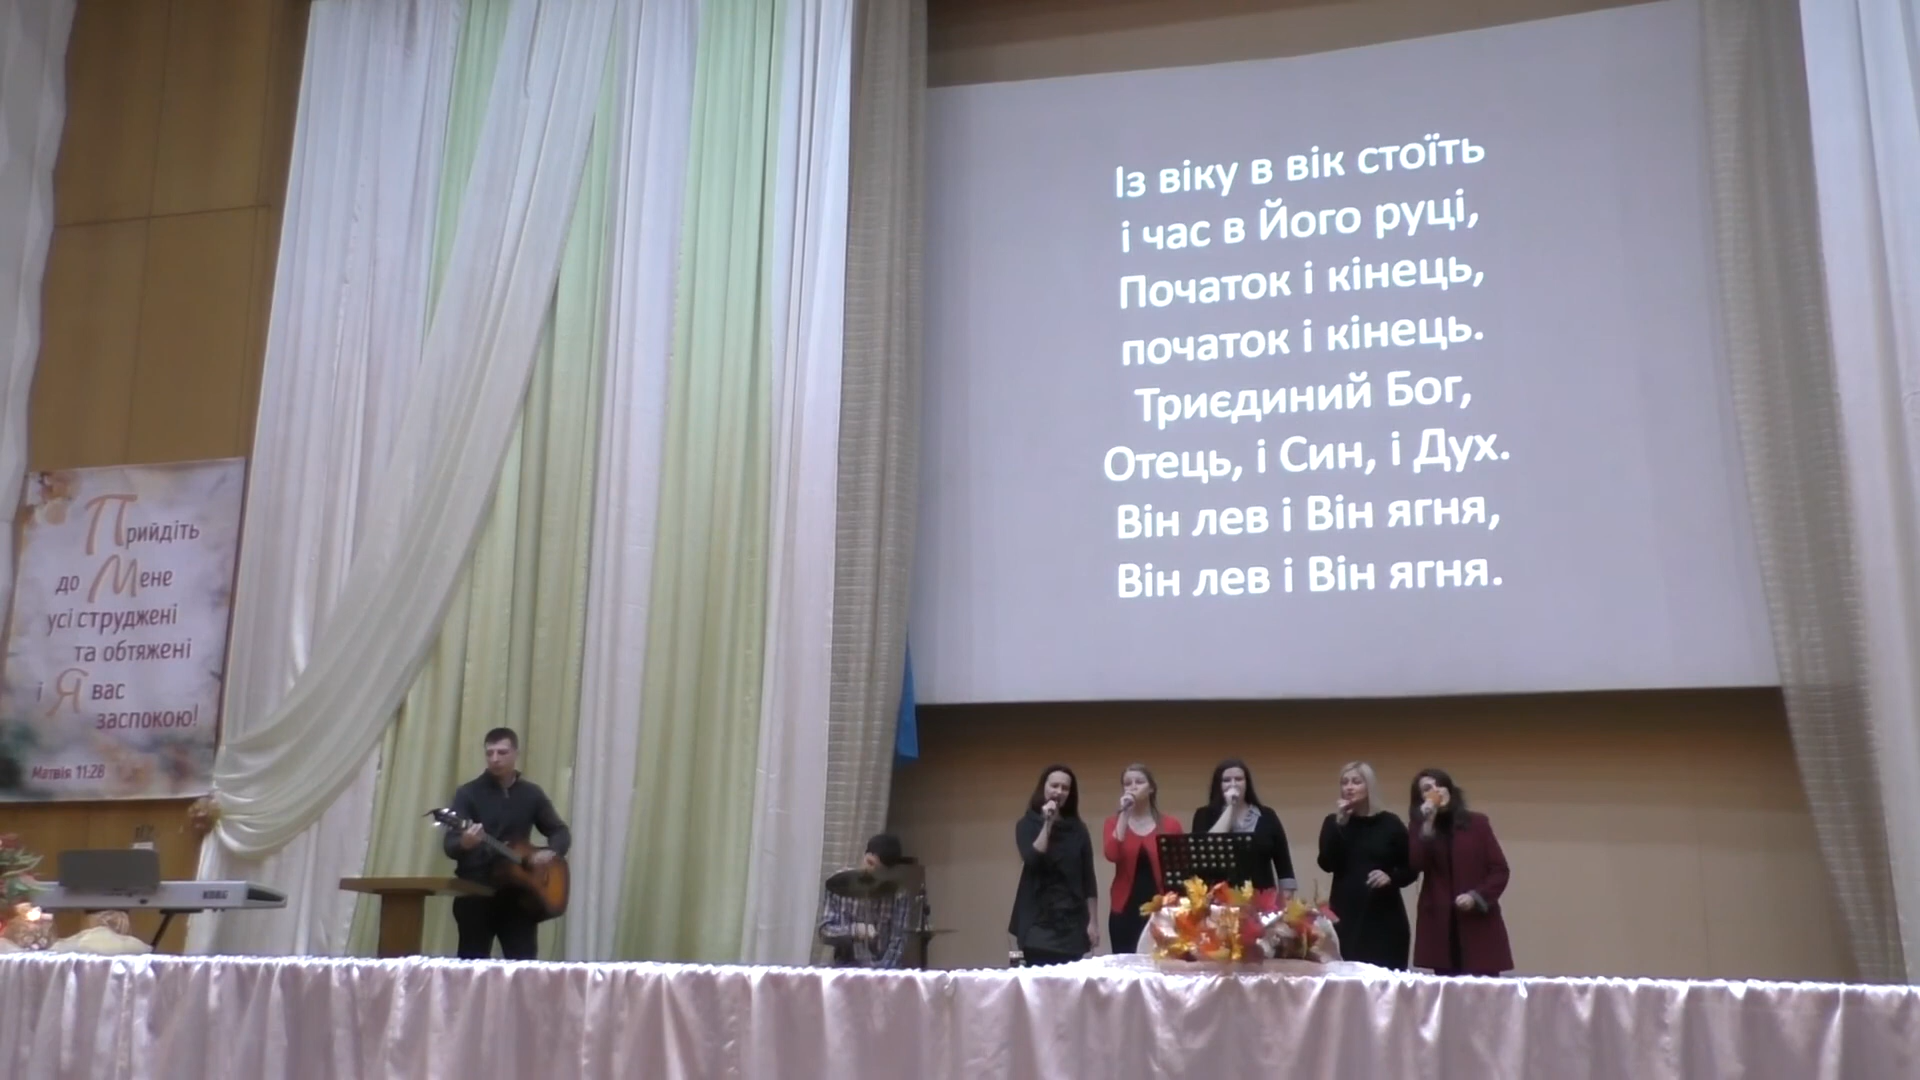 Із віку в вік стоїть
і час в Його руці,
Початок і кінець,
початок і кінець.
Триєдиний Бог,
Отець, і Син, і Дух.
Він лев і Він ягня,
Він лев і Він ягня.
Прийдіть
до Мене
усі струджені
та обтяжені
і Я вас
заспокою!
Матвія 11:28
KORG